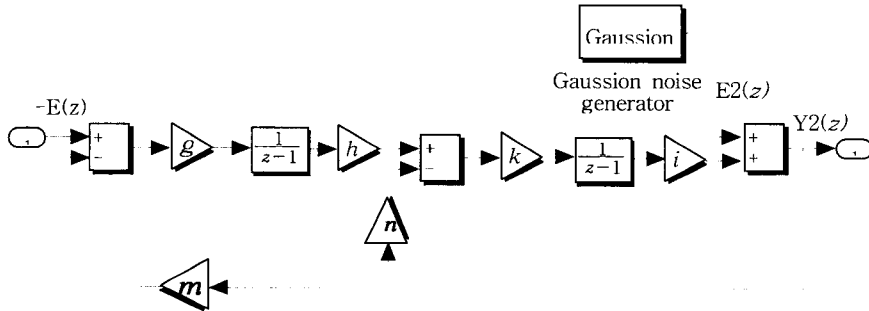 Gaussion
Gaussion noise
generator
-E(z)
E2(z)
Y2(z)
+
−
g
1
z−1
h
+
−
k
1
z−1
i
+
+
n
m